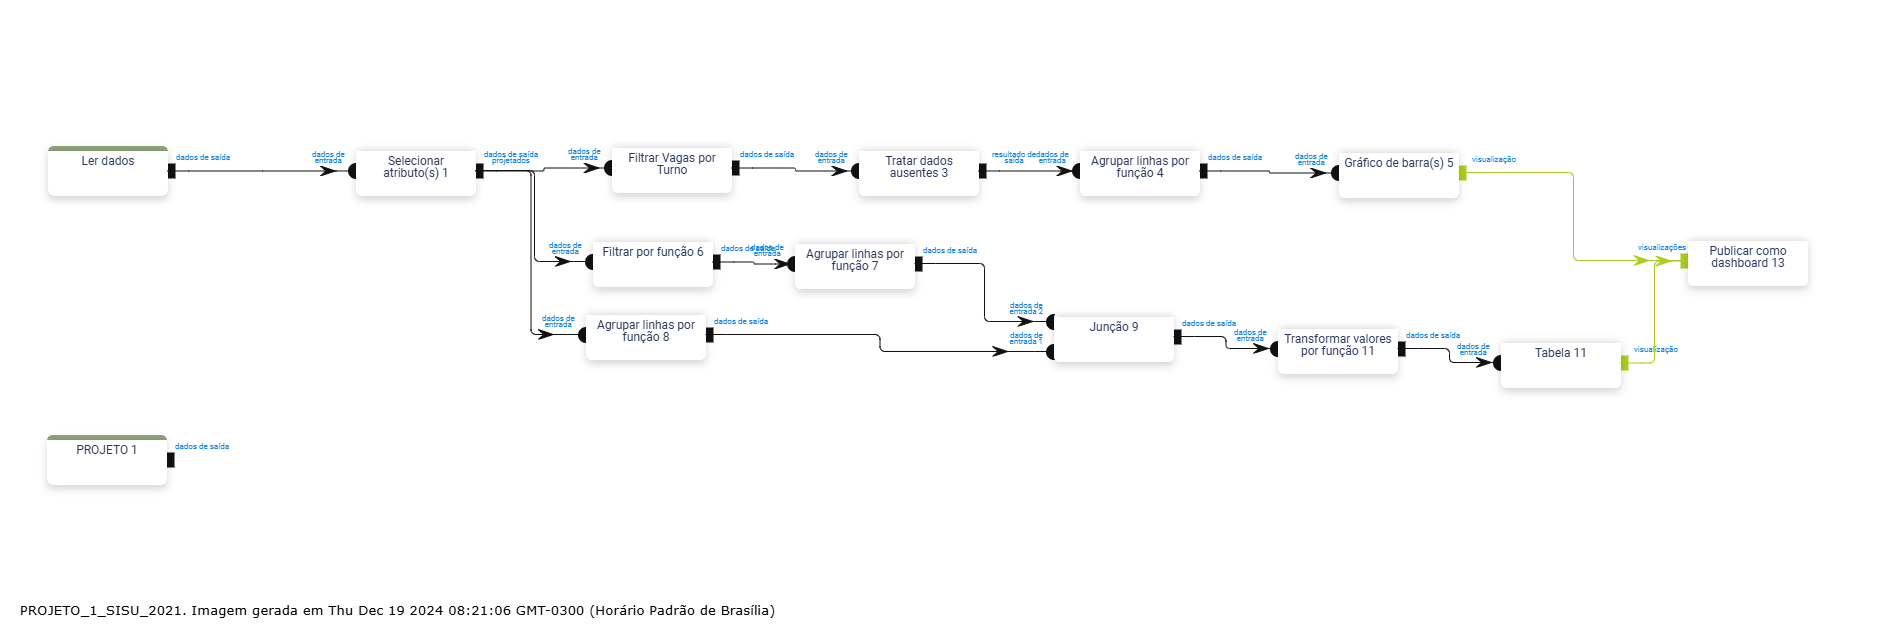 Ler dados
dados de saída
dados de
entrada
Selecionar
atributo(s) 1
dados de saída
projetados
dados de
entrada
Filtrar Vagas por
Turno
dados de saída
dados de
entrada
Tratar dados
ausentes 3
resultado de
saída
dados de
entrada
Agrupar linhas por
função 4
dados de saída
dados de
entrada
Gráfico de barra(s) 5
visualização
dados de
entrada
Filtrar por função 6
dados de saída
dados de
entrada
Agrupar linhas por
função 7
dados de saída
visualizações
Publicar como
dashboard 13
dados de
entrada
Agrupar linhas por
função 8
dados de saída
dados de
entrada 2
dados de
entrada 1
Junção 9
dados de saída
dados de
entrada
Transformar valores
por função 11
dados de saída
dados de
entrada
Tabela 11
visualização
PROJETO 1
dados de saída
PROJETO_1_SISU_2021. Imagem gerada em Thu Dec 19 2024 08:21:06 GMT-0300 (Horário Padrão de Brasília)